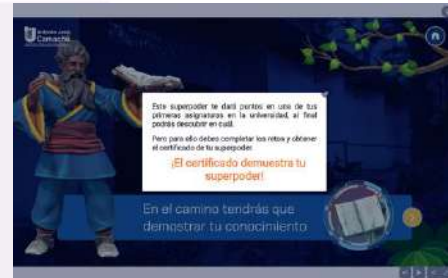 Camacho
Este superpoder te dará puntos en una de tus
primeras asignaturas en la universidad, al final
podrás descubrir en cuál.
Pero para ello debes completar los retos y obtener
el certificado de tu superpoder.
¡El certificado demuestra tu
superpoder!
En el camino tendrás que
demostrar tu conocimiento